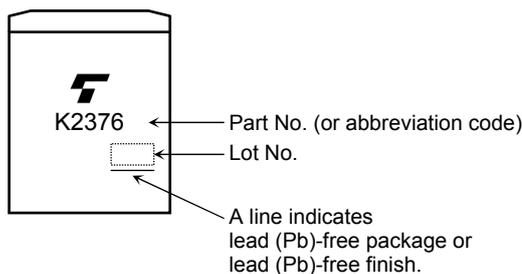 K2376
Part No. (or abbreviation code)
Lot No.
A line indicates
lead (Pb)-free package or
lead (Pb)-free finish.